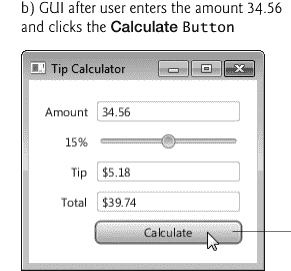 b) GUI after user enters the amount 34.56
and clicks the Calculate Button
Tip Calculator
Amount 34.56
15%
Tip $5.18
Total $39.74
Calculate